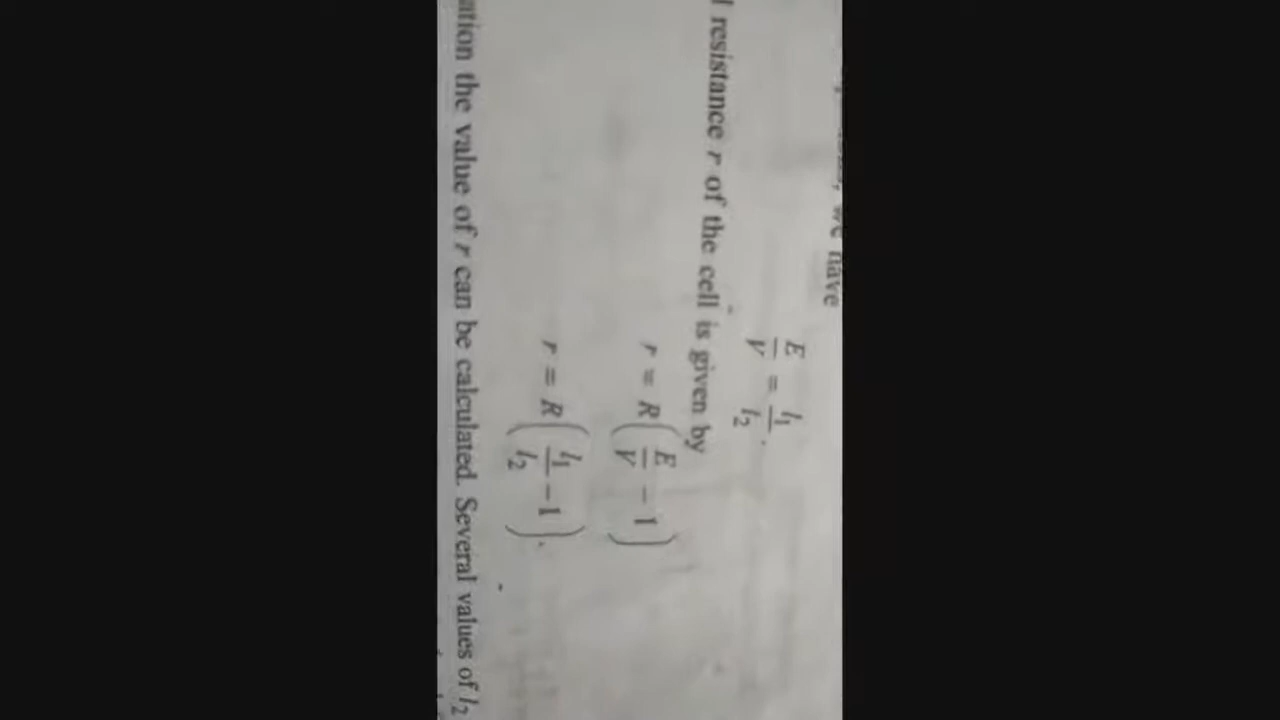 we have
E/V = l1/l2.
l resistance r of the cell is given by
r = R(E/V − 1)
r = R(l1/l2 −1).
ation the value of r can be calculated. Several values of l2